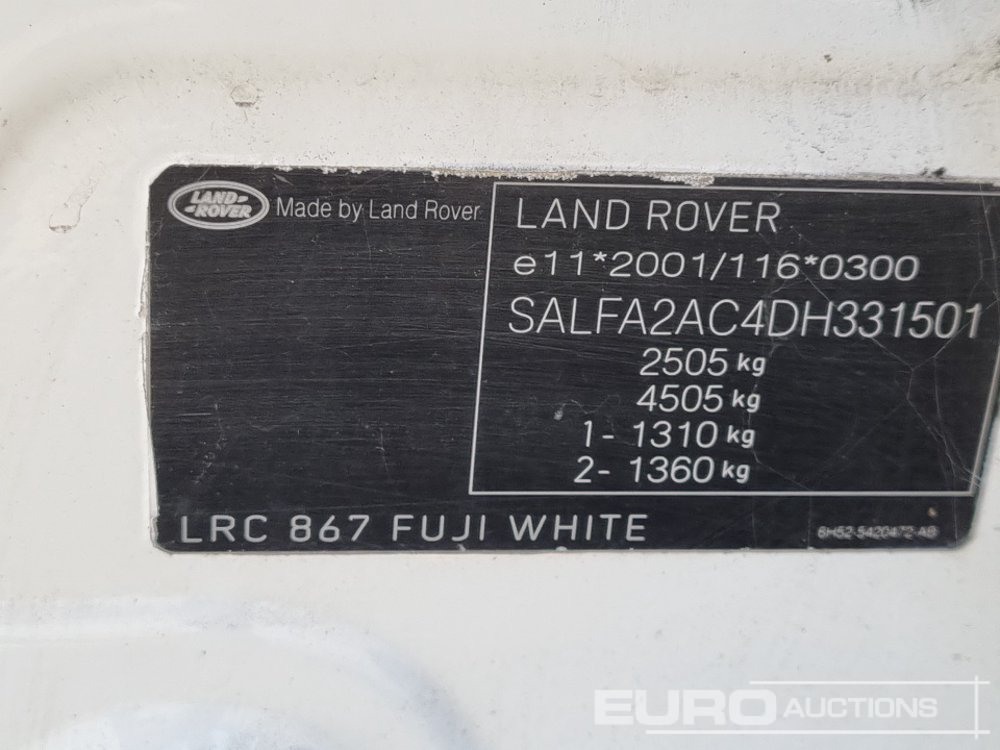 LAND-
-ROVER
Made by Land Rover
LAND ROVER
e11*2001/116*0300
SALFA2AC4DH331501
2505 kg
4505 kg
1- 1310 kg
2- 1360 kg
LRC 867 FUJI WHITE
6H52-5420472-AB
EURO AUCTIONS